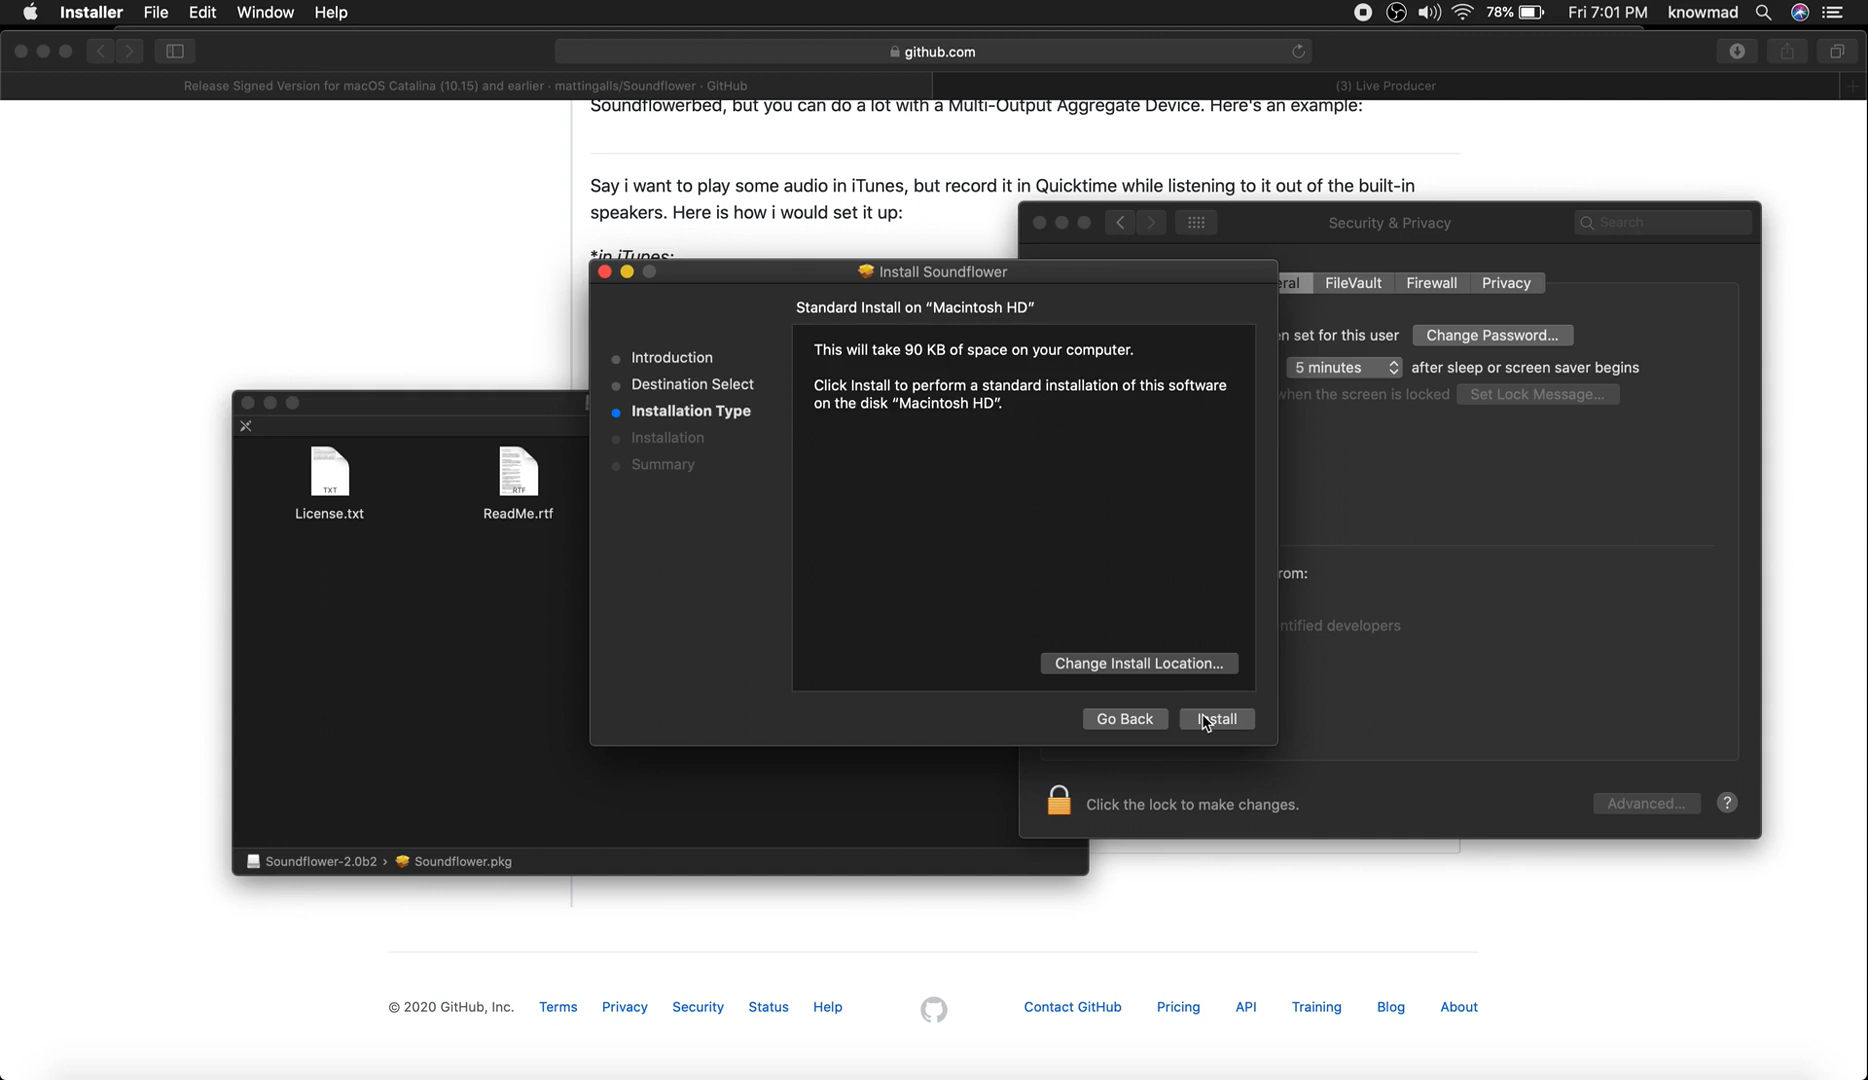 Installer File Edit Window Help 78% Fri 7:01 PM knowmad
github.com
Release Signed Version for macOS Catalina (10.15) and earlier · mattingalls/Soundflower · GitHub (3) Live Producer
Soundflowerbed, but you can do a lot with a Multi-Output Aggregate Device. Here's an example:
Say i want to play some audio in iTunes, but record it in Quicktime while listening to it out of the built-in
speakers. Here is how i would set it up:
*in iTunes:
Security & Privacy Search
FileVault Firewall Privacy
set for this user Change Password...
5 minutes after sleep or screen saver begins
when the screen is locked Set Lock Message...
rom:
ntified developers
Click the lock to make changes. Advanced... ?
Install Soundflower
Standard Install on “Macintosh HD”
Introduction
Destination Select
Installation Type
Installation
Summary
This will take 90 KB of space on your computer.
Click Install to perform a standard installation of this software
on the disk “Macintosh HD”.
Change Install Location...
Go Back Install
TXT RTF
License.txt ReadMe.rtf
Soundflower-2.0b2 › Soundflower.pkg
© 2020 GitHub, Inc. Terms Privacy Security Status Help Contact GitHub Pricing API Training Blog About